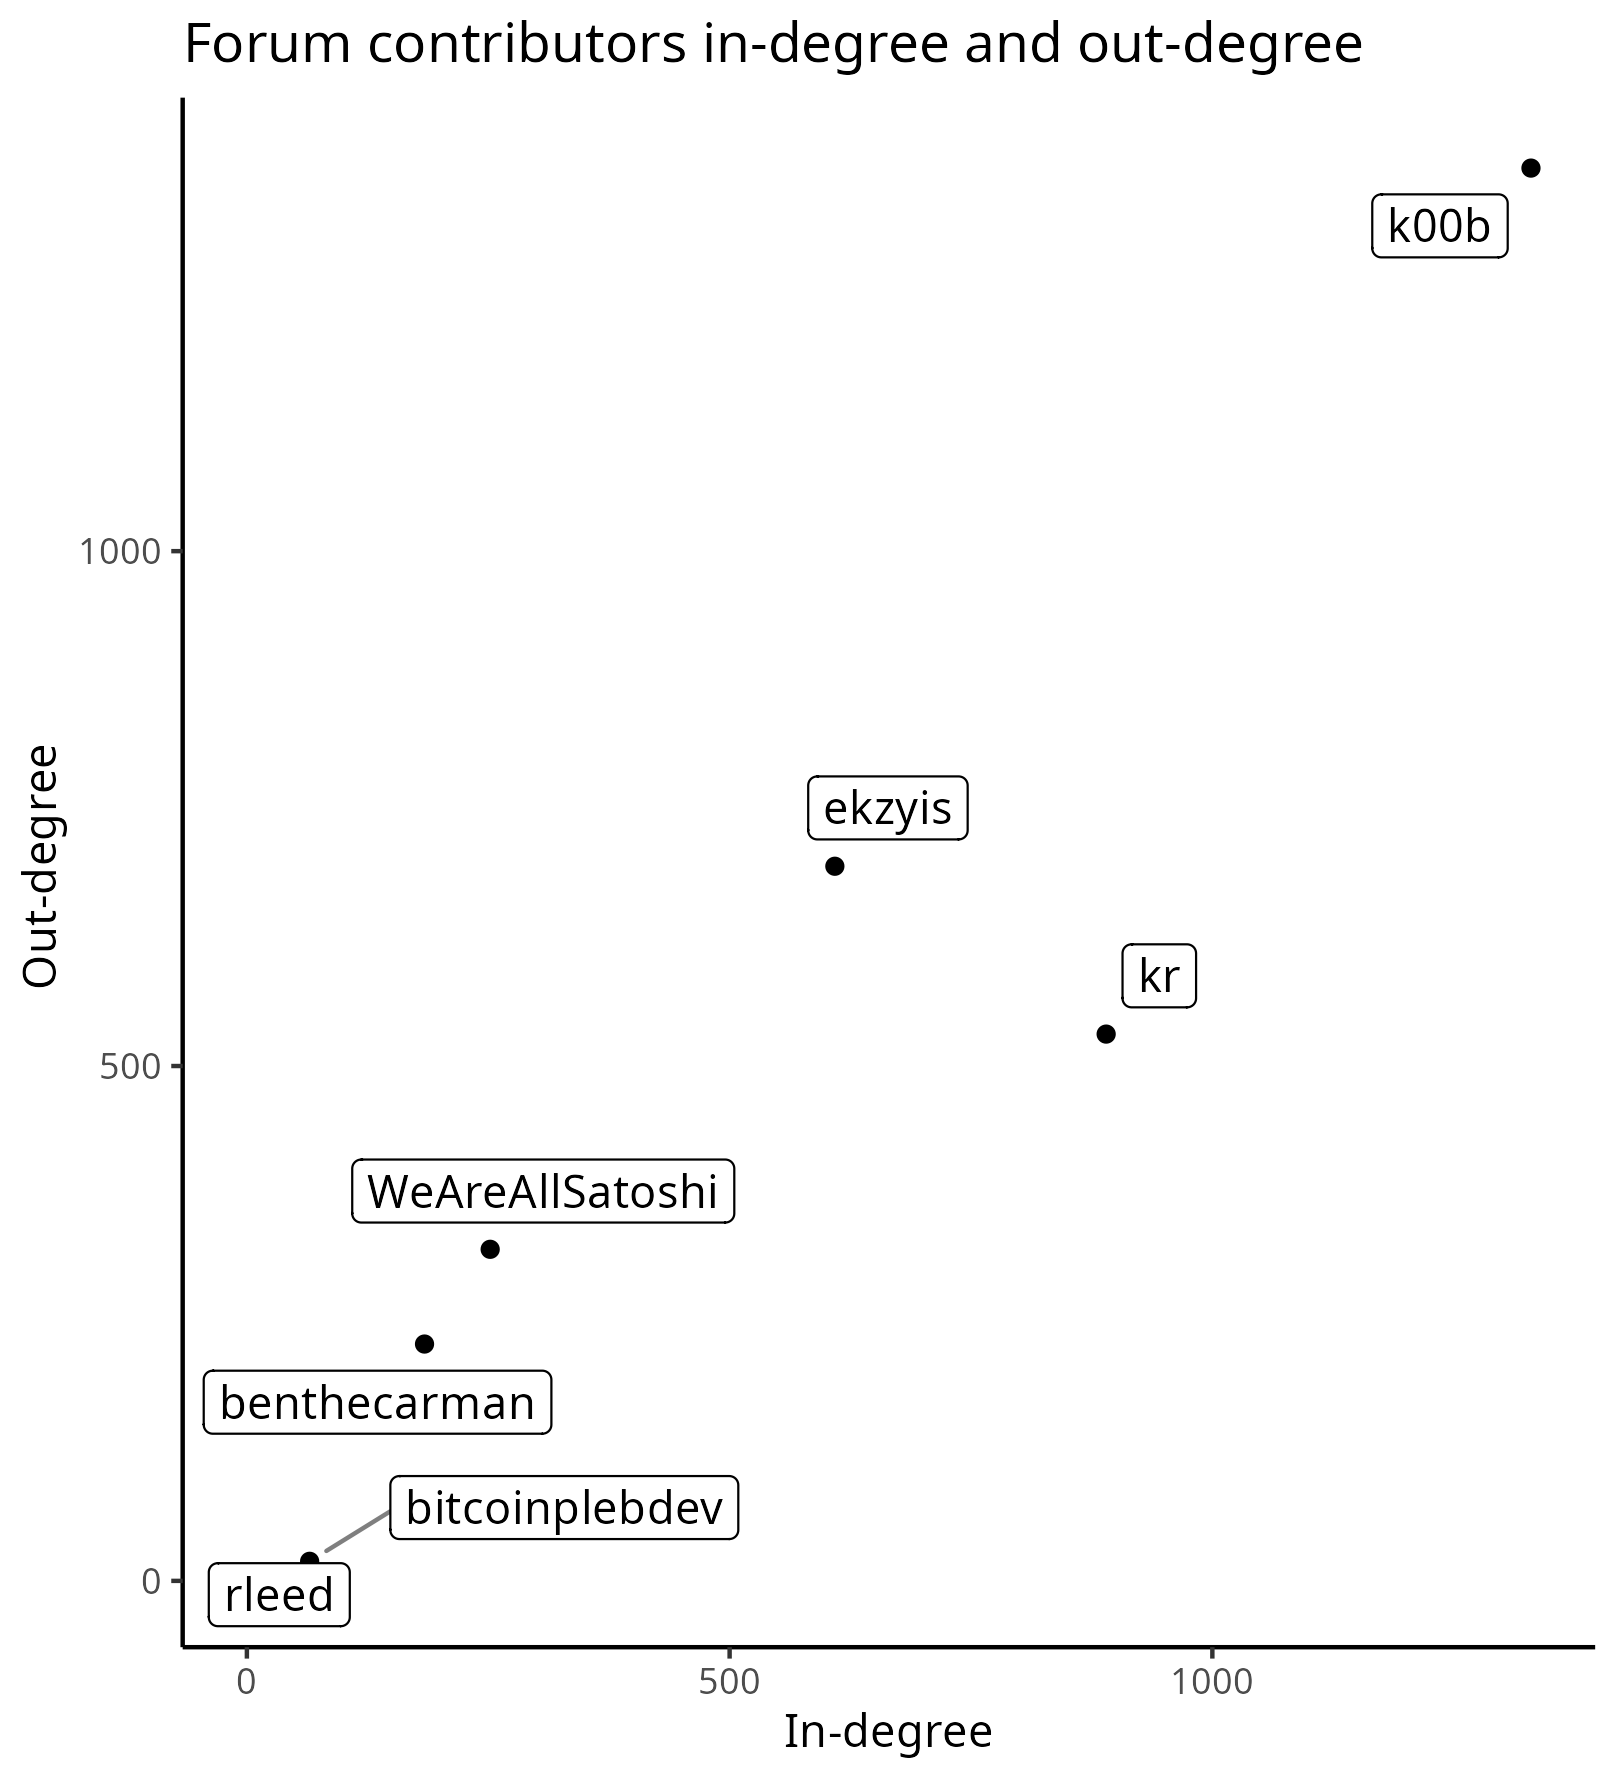 Forum contributors in-degree and out-degree
k00b
1000
ekzyis
Out-degree
kr
500
WeAreAllSatoshi
benthecarman
bitcoinplebdev
0
rleed
0
500
1000
In-degree